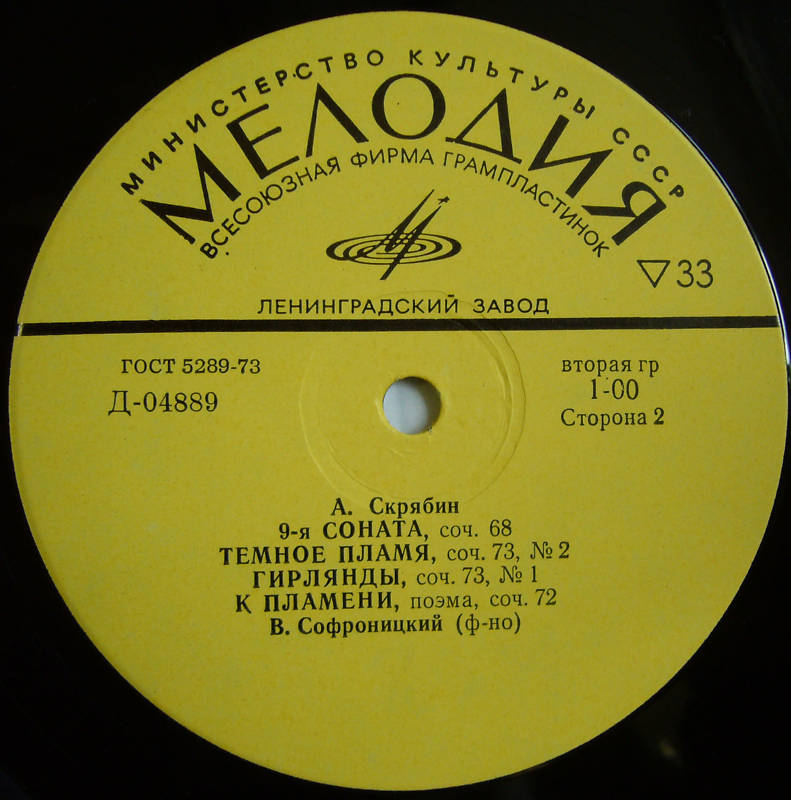 МИНИСТЕРСТВО КУЛЬТУРЫ СССР
МЕЛОДИЯ
ВСЕСОЮЗНАЯ ФИРМА ГРАМПЛАСТИНОК
▽33
ЛЕНИНГРАДСКИЙ ЗАВОД
ГОСТ 5289-73
Д-04889
вторая гр
1-00
Сторона 2
А. Скрябин
9-я СОНАТА, соч. 68
ТЕМНОЕ ПЛАМЯ, соч. 73, № 2
ГИРЛЯНДЫ, соч. 73, № 1
К ПЛАМЕНИ, поэма, соч. 72
В. Софроницкий (ф-но)